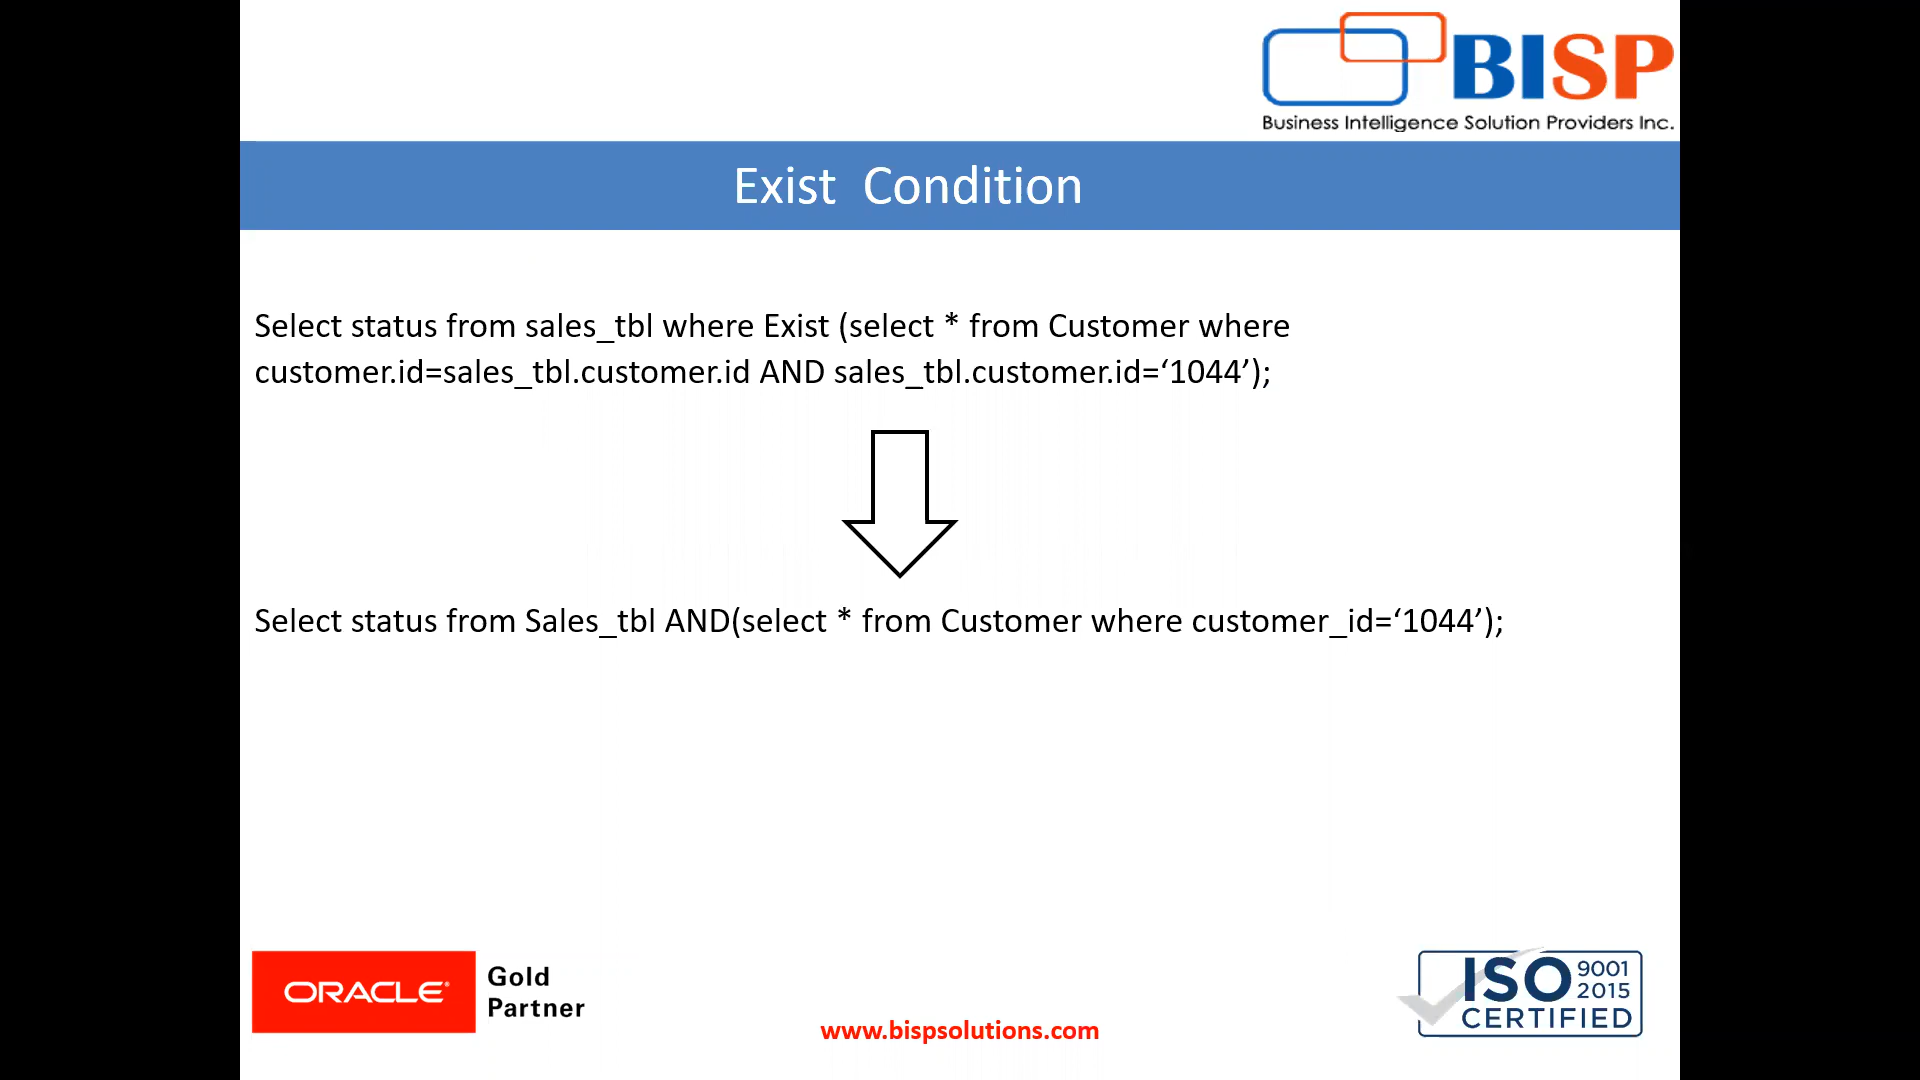 BISP
Business Intelligence Solution Providers Inc.
Exist Condition
Select status from sales_tbl where Exist (select * from Customer where
customer.id=sales_tbl.customer.id AND sales_tbl.customer.id=‘1044’);
Select status from Sales_tbl AND(select * from Customer where customer_id=‘1044’);
ORACLE® Gold
Partner
www.bispsolutions.com
ISO 9001
2015
CERTIFIED